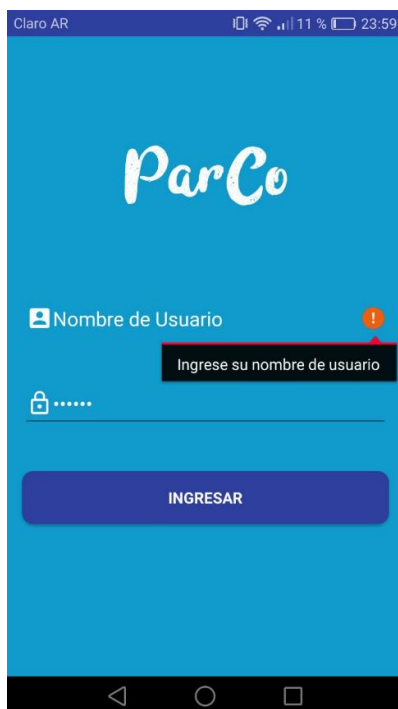 Claro AR 11 % 23:59
ParCo
Nombre de Usuario
Ingrese su nombre de usuario
••••••
INGRESAR